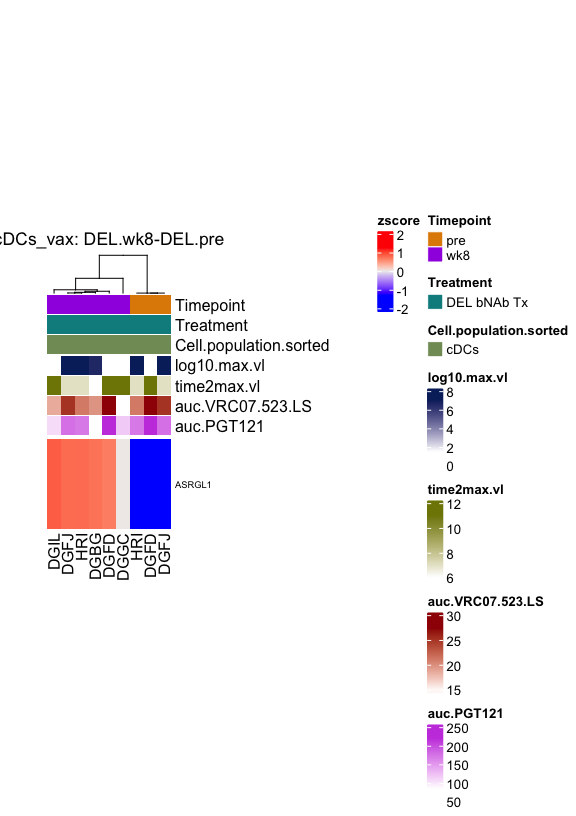 cDCs_vax: DEL.wk8-DEL.pre
Timepoint
Treatment
Cell.population.sorted
log10.max.vl
time2max.vl
auc.VRC07.523.LS
auc.PGT121
ASRGL1
DGIL
DGFJ
HRI
DGBG
DGFD
DGGC
HRI
DGFD
DGFJ
zscore
2
1
0
-1
-2
Timepoint
pre
wk8
Treatment
DEL bNAb Tx
Cell.population.sorted
cDCs
log10.max.vl
8
6
4
2
0
time2max.vl
12
10
8
6
auc.VRC07.523.LS
30
25
20
15
auc.PGT121
250
200
150
100
50